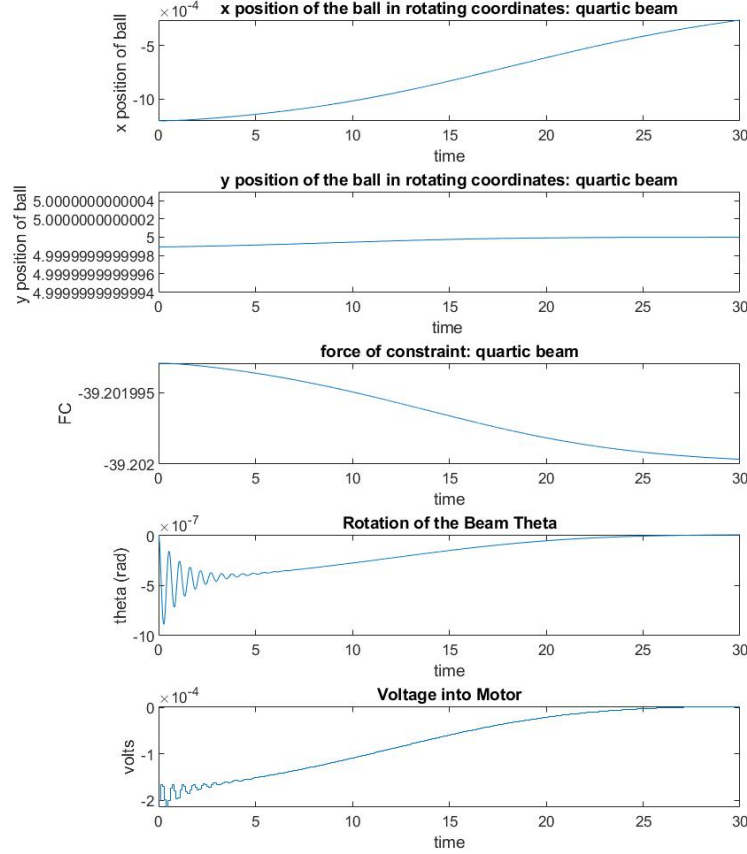 ×10⁻⁴
x position of the ball in rotating coordinates: quartic beam
x position of ball
-5
-10
0 5 10 15 20 25 30
time
y position of the ball in rotating coordinates: quartic beam
y position of ball
5.0000000000004
5.0000000000002
5
4.9999999999998
4.9999999999996
4.9999999999994
0 5 10 15 20 25 30
time
force of constraint: quartic beam
FC
-39.201995
-39.202
0 5 10 15 20 25 30
time
×10⁻⁷
Rotation of the Beam Theta
theta (rad)
0
-5
-10
0 5 10 15 20 25 30
time
×10⁻⁴
Voltage into Motor
volts
0
-1
-2
0 5 10 15 20 25 30
time